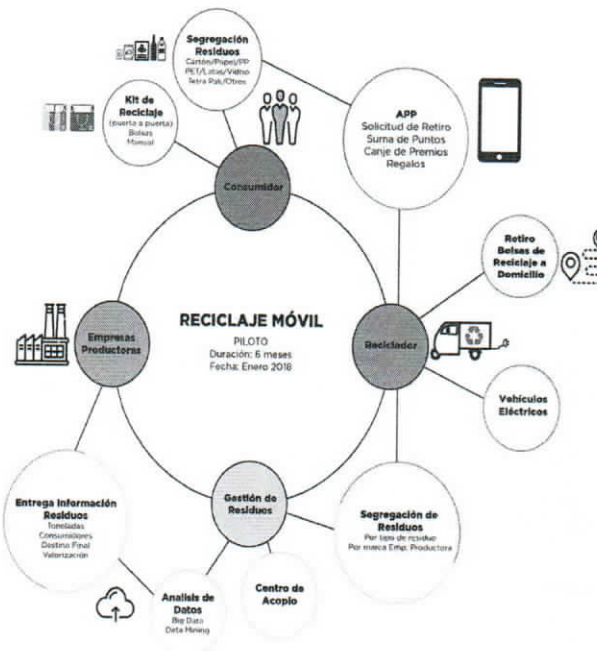 Segregación
Residuos
Cartón/Papel/PP
PET/Latas/Vidrio
Tetra Pak/Otros
Kit de
Reciclaje
(puerta a puerta)
Bolsas
Manual
APP
Solicitud de Retiro
Suma de Puntos
Canje de Premios
Regalos
Consumidor
Retiro
Bolsas de
Reciclaje a
Domicilio
RECICLAJE MÓVIL
PILOTO
Duración: 6 meses
Fecha: Enero 2018
Empresas
Productoras
Reciclador
Vehículos
Eléctricos
Gestión de
Residuos
Entrega Información
Residuos
Toneladas
Consumidores
Destino Final
Valorización
Segregación de
Residuos
Por tipo de residuo
Por marca Emp. Productora
Centro de
Acopio
Analisis de
Datos
Big Data
Data Mining